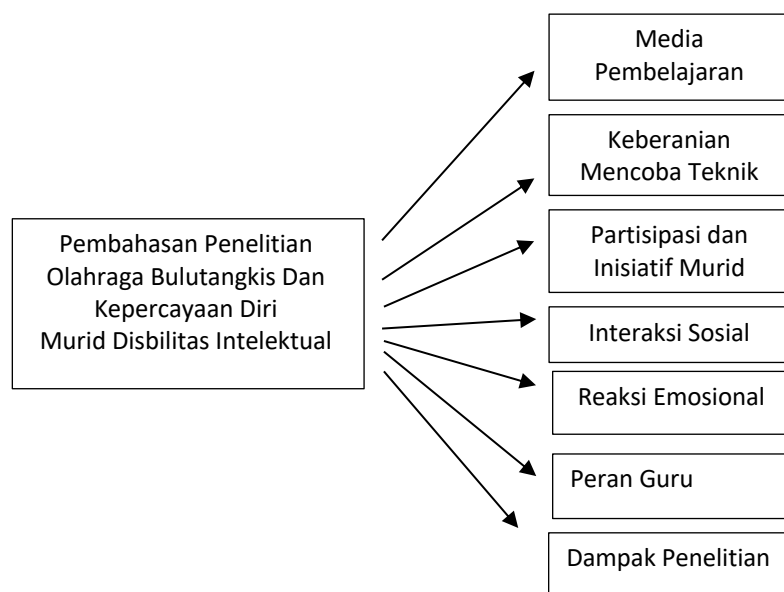 Pembahasan Penelitian
Olahraga Bulutangkis Dan
Kepercayaan Diri
Murid Disbilitas Intelektual
Media
Pembelajaran
Keberanian
Mencoba Teknik
Partisipasi dan
Inisiatif Murid
Interaksi Sosial
Reaksi Emosional
Peran Guru
Dampak Penelitian